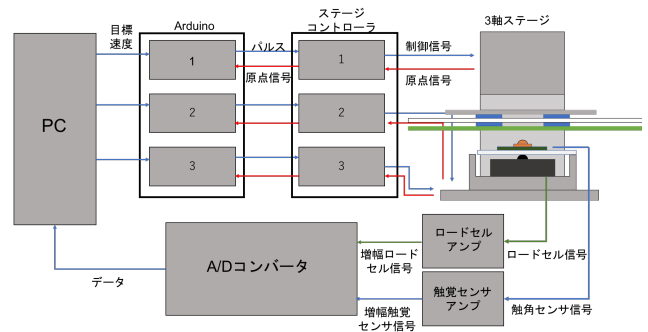 目標
速度
Arduino
ステージ
コントローラ
3軸ステージ
パルス
制御信号
原点信号
原点信号
1
1
PC
2
2
3
3
ロードセル
アンプ
増幅ロード
セル信号
ロードセル信号
A/Dコンバータ
データ
触覚センサ
アンプ
増幅触覚
センサ信号
触角センサ信号